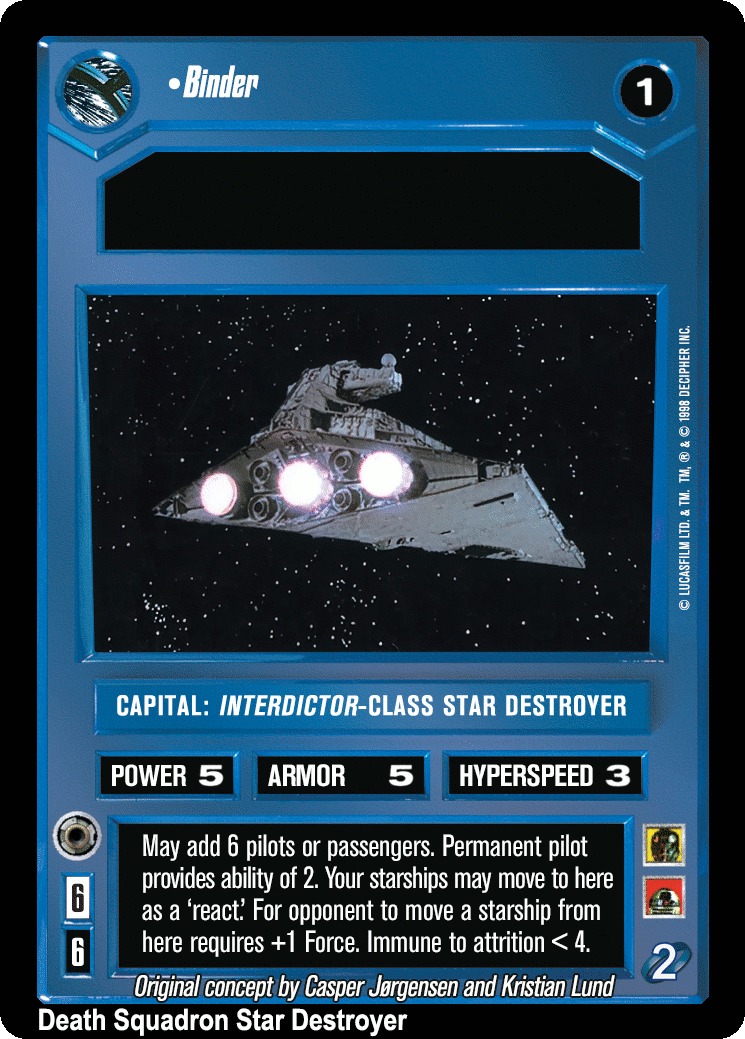 •Binder
1
© LUCASFILM LTD. & TM. TM, ® & © 1998 DECIPHER INC.
CAPITAL: INTERDICTOR-CLASS STAR DESTROYER
POWER 5
ARMOR 5
HYPERSPEED 3
May add 6 pilots or passengers. Permanent pilot
provides ability of 2. Your starships may move to here
as a ‘react’. For opponent to move a starship from
here requires +1 Force. Immune to attrition < 4.
6
6
2
Original concept by Casper Jørgensen and Kristian Lund
Death Squadron Star Destroyer